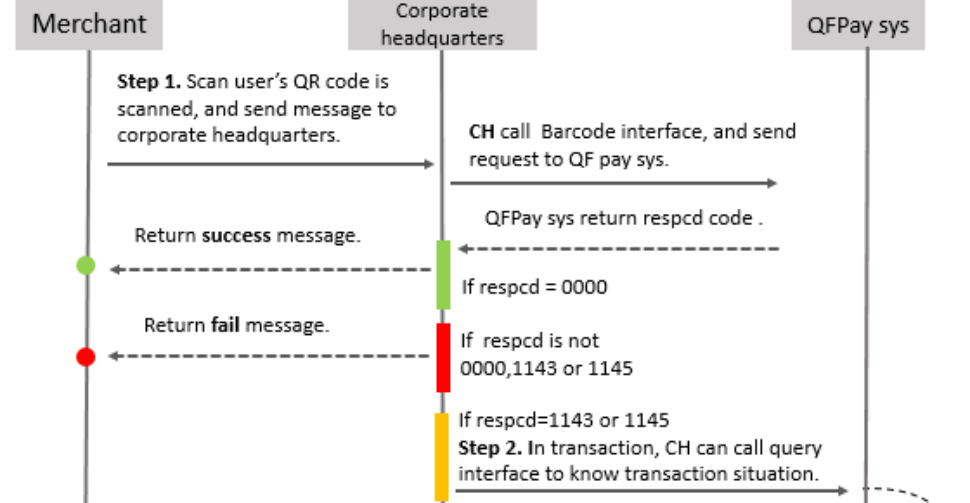 Merchant
Corporate
headquarters
QFPay sys
Step 1. Scan user's QR code is
scanned, and send message to
corporate headquarters.
CH call Barcode interface, and send
request to QF pay sys.
QFPay sys return respcd code .
Return success message.
If respcd = 0000
Return fail message.
If respcd is not
0000,1143 or 1145
If respcd=1143 or 1145
Step 2. In transaction, CH can call query
interface to know transaction situation.